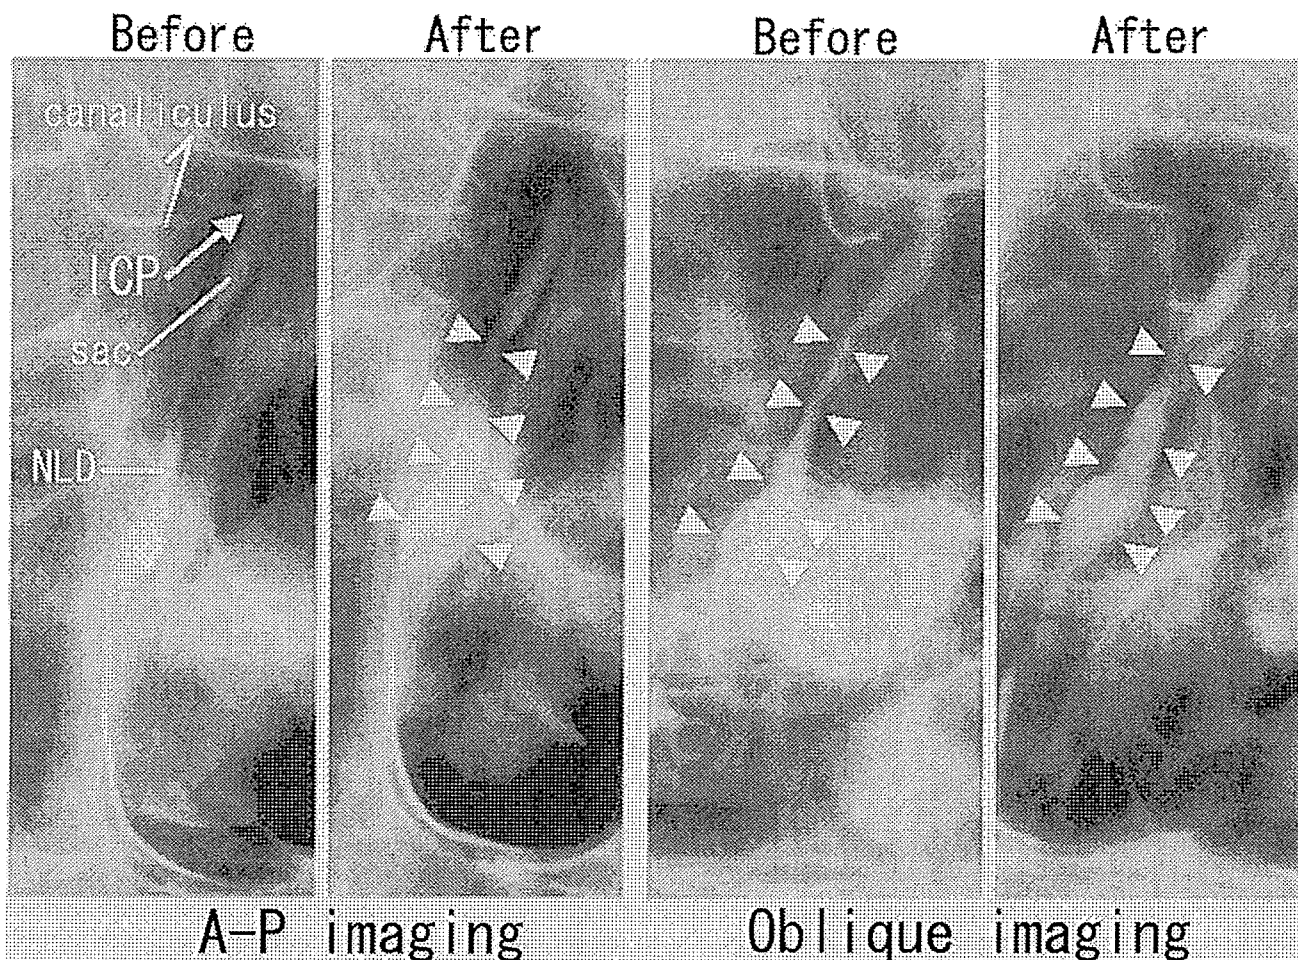 Before After Before After
canaliculus
ICP
sac
NLD
A-P imaging Oblique imaging